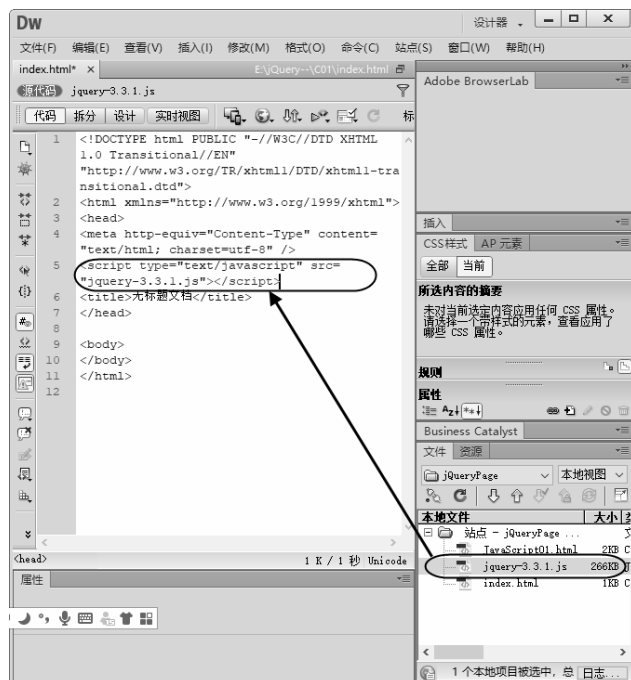 Dw
设计器
文件(F) 编辑(E) 查看(V) 插入(I) 修改(M) 格式(O) 命令(C) 站点(S) 窗口(W) 帮助(H)
index.html* × E:\jQuery--\C01\index.html
源代码 jquery-3.3.1.js
代码 拆分 设计 实时视图 标
1 <!DOCTYPE html PUBLIC "-//W3C//DTD XHTML
1.0 Transitional//EN"
"http://www.w3.org/TR/xhtml1/DTD/xhtml1-tra
nsitional.dtd">
2 <html xmlns="http://www.w3.org/1999/xhtml">
3 <head>
4 <meta http-equiv="Content-Type" content=
"text/html; charset=utf-8" />
5 <script type="text/javascript" src=
"jquery-3.3.1.js"></script>
6 <title>无标题文档</title>
7 </head>
8
9 <body>
10 </body>
11 </html>
12
<head> 1 K / 1 秒 Unicode
属性
Adobe BrowserLab
插入
CSS样式 AP 元素
全部 当前
所选内容的摘要
未对当前选定内容应用任何 CSS 属性。
请选择一个带样式的元素，查看应用了
哪些 CSS 属性。
规则
属性
Business Catalyst
文件 资源
jQueryPage 本地视图
本地文件 大小
站点 - jQueryPage ...
JavaScript01.html 2KB
jquery-3.3.1.js 266KB
index.html 1KB
1 个本地项目被选中，总 日志...